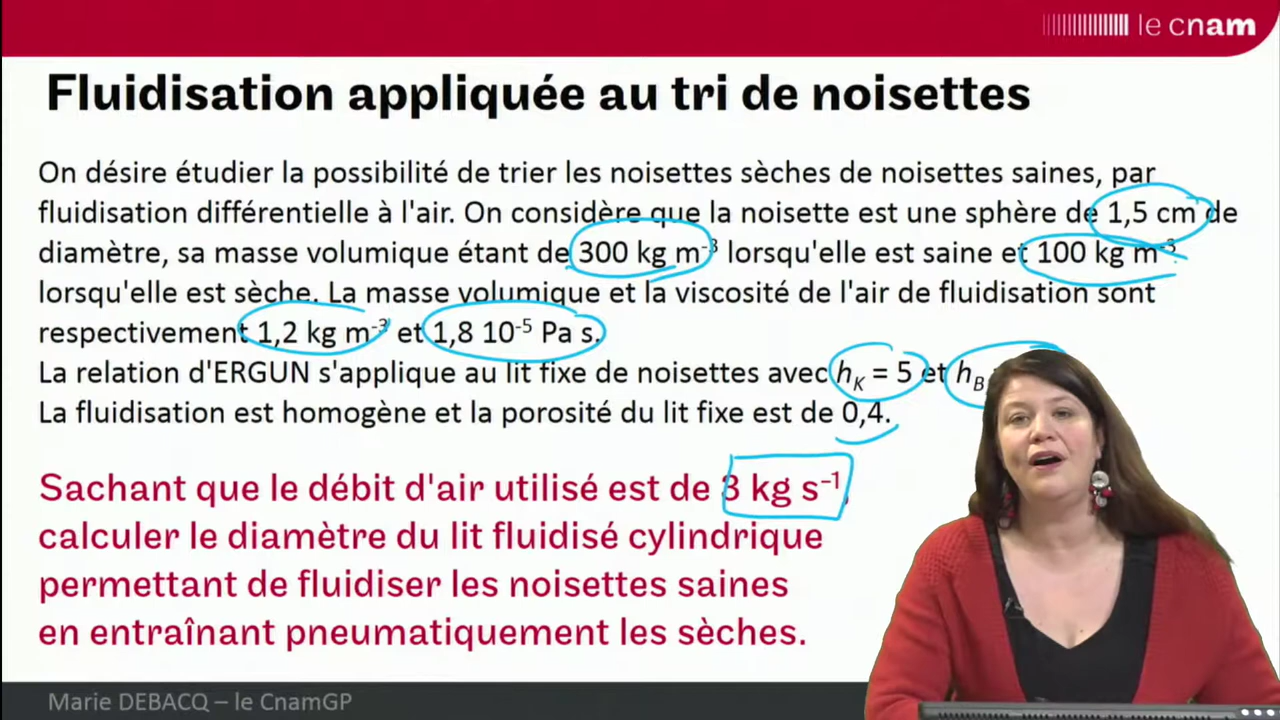 le cnam
Fluidisation appliquée au tri de noisettes
On désire étudier la possibilité de trier les noisettes sèches de noisettes saines, par
fluidisation différentielle à l'air. On considère que la noisette est une sphère de 1,5 cm de
diamètre, sa masse volumique étant de 300 kg m⁻³ lorsqu'elle est saine et 100 kg m⁻³
lorsqu'elle est sèche. La masse volumique et la viscosité de l'air de fluidisation sont
respectivement 1,2 kg m⁻³ et 1,8 10⁻⁵ Pa s.
La relation d'ERGUN s'applique au lit fixe de noisettes avec h_K = 5 et h_B
La fluidisation est homogène et la porosité du lit fixe est de 0,4.
Sachant que le débit d'air utilisé est de 3 kg s⁻¹,
calculer le diamètre du lit fluidisé cylindrique
permettant de fluidiser les noisettes saines
en entraînant pneumatiquement les sèches.
Marie DEBACQ – le CnamGP